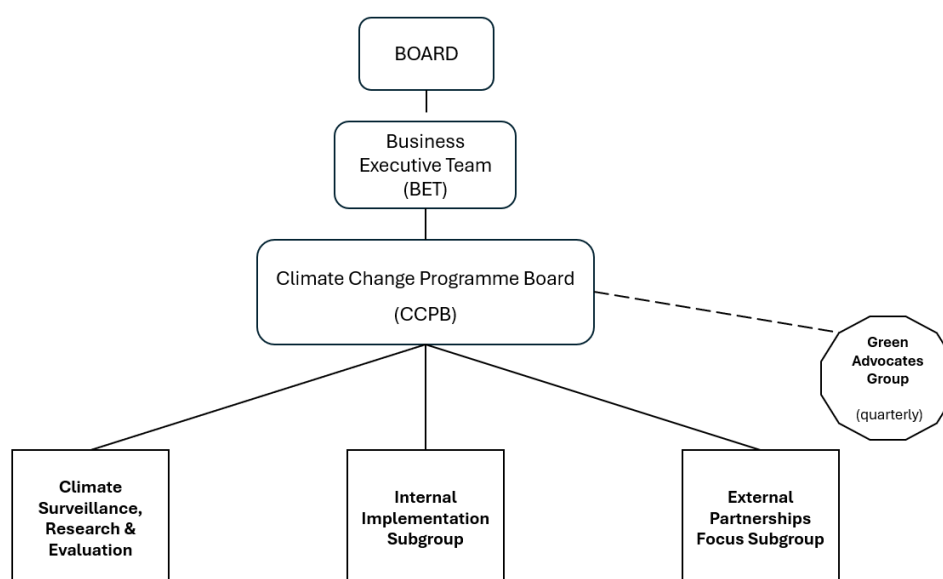 BOARD
Business
Executive Team
(BET)
Climate Change Programme Board
(CCPB)
Green
Advocates
Group
(quarterly)
Climate
Surveillance,
Research &
Evaluation
Internal
Implementation
Subgroup
External
Partnerships
Focus Subgroup